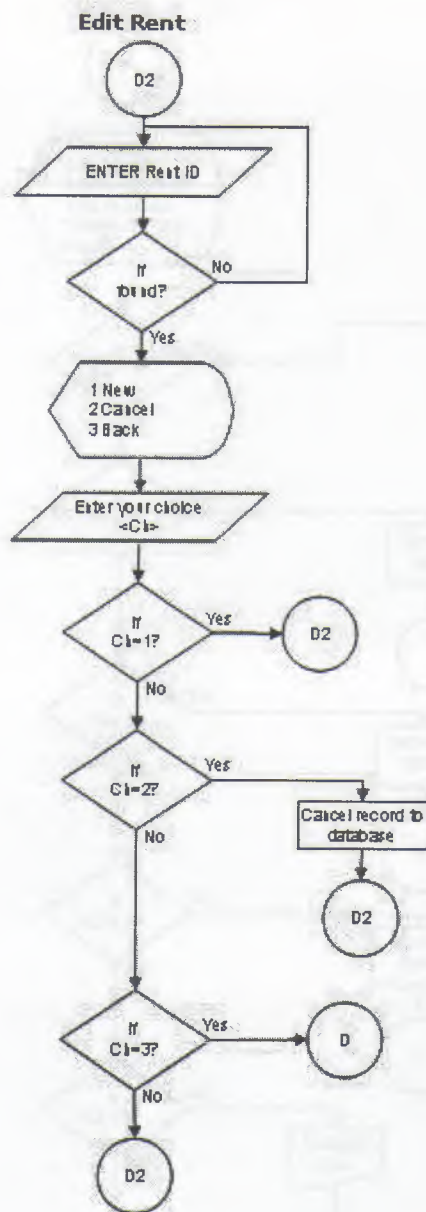 Edit Rent
D2
ENTER Rent ID
If
found?
No
Yes
1 New
2 Cancel
3 Back
Enter your choice
<Ch>
If
Ch=1?
Yes
D2
No
If
Ch=2?
Yes
Cancel record to
database
D2
No
If
Ch=3?
Yes
D
No
D2